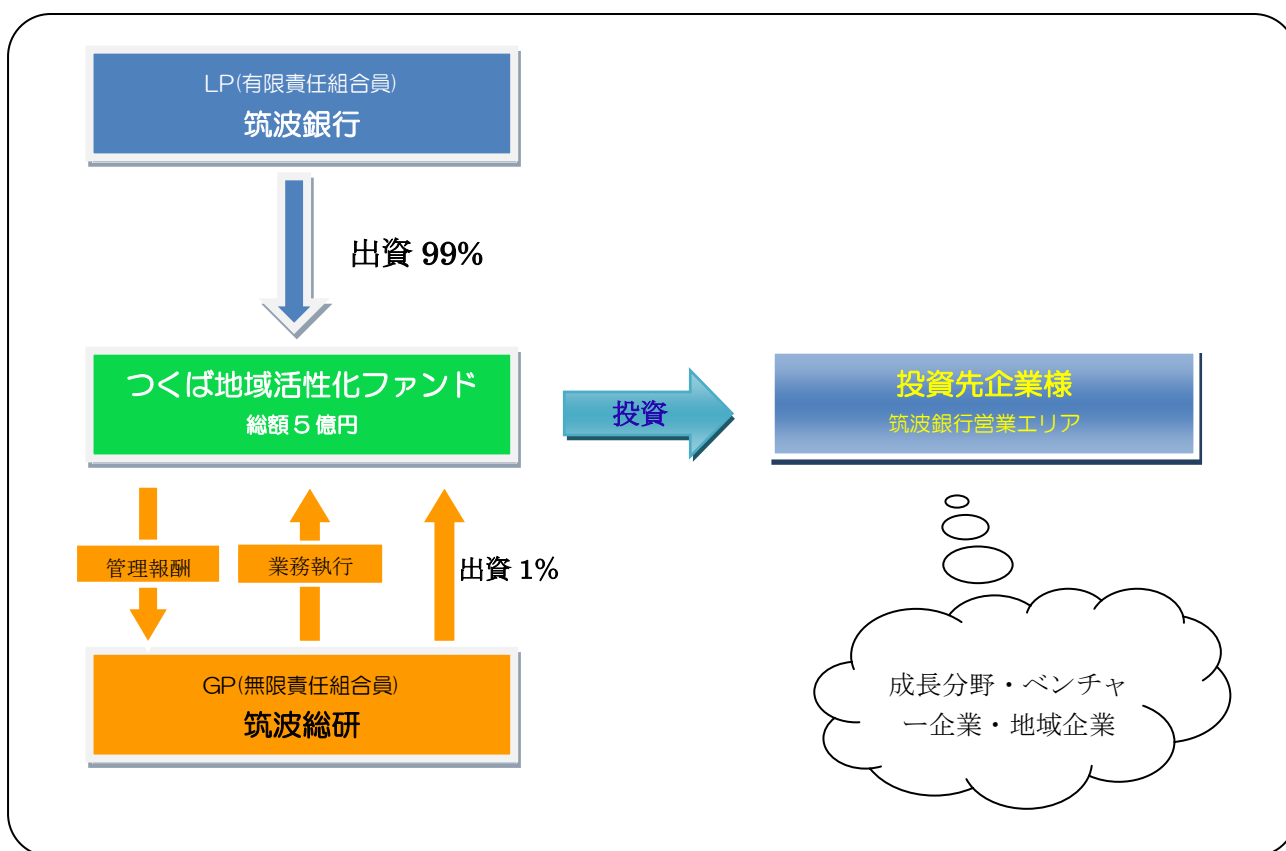 LP(有限責任組合員)
筑波銀行
出資 99%
つくば地域活性化ファンド
総額５億円
投資
投資先企業様
筑波銀行営業エリア
管理報酬
業務執行
出資 1%
GP(無限責任組合員)
筑波総研
成長分野・ベンチャ
ー企業・地域企業